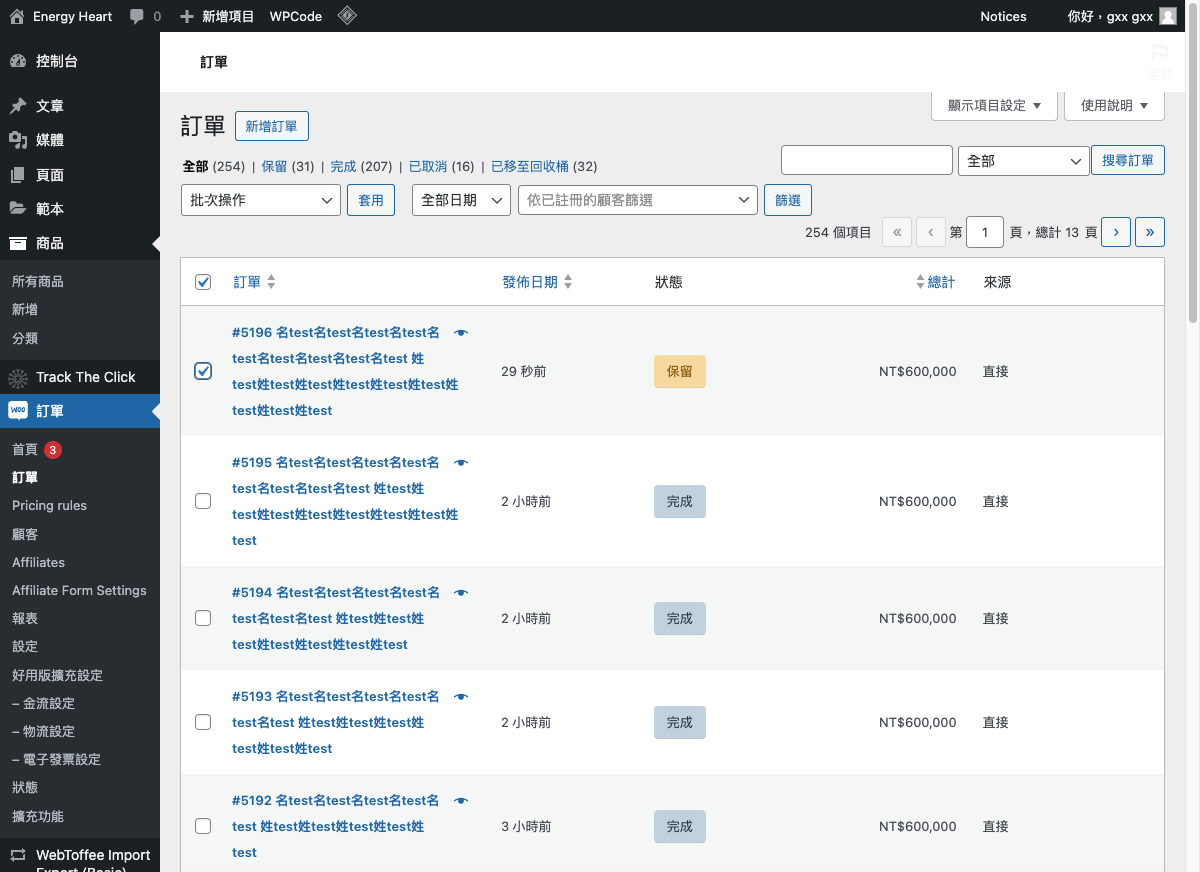 Energy Heart
0
新增項目
WPCode
Notices
你好，gxx gxx
控制台
文章
媒體
頁面
範本
商品
所有商品
新增
分類
Track The Click
Woo 訂單
首頁 3
訂單
Pricing rules
顧客
Affiliates
Affiliate Form Settings
報表
設定
好用版擴充設定
– 金流設定
– 物流設定
– 電子發票設定
狀態
擴充功能
WebToffee Import
Export (Basic)
訂單
活動
顯示項目設定 ▼
使用說明 ▼
訂單
新增訂單
全部 (254) | 保留 (31) | 完成 (207) | 已取消 (16) | 已移至回收桶 (32)
全部
搜尋訂單
批次操作
套用
全部日期
依已註冊的顧客篩選
篩選
254 個項目 « ‹ 第 1 頁，總計 13 頁 › »
訂單
發佈日期
狀態
總計
來源
#5196 名test名test名test名test名
test名test名test名test名test 姓
test姓test姓test姓test姓test姓test姓
test姓test姓test
29 秒前
保留
NT$600,000
直接
#5195 名test名test名test名test名
test名test名test名test 姓test姓
test姓test姓test姓test姓test姓test姓
test
2 小時前
完成
NT$600,000
直接
#5194 名test名test名test名test名
test名test名test 姓test姓test姓
test姓test姓test姓test姓test
2 小時前
完成
NT$600,000
直接
#5193 名test名test名test名test名
test名test 姓test姓test姓test姓
test姓test姓test
2 小時前
完成
NT$600,000
直接
#5192 名test名test名test名test名
test 姓test姓test姓test姓test姓
test
3 小時前
完成
NT$600,000
直接